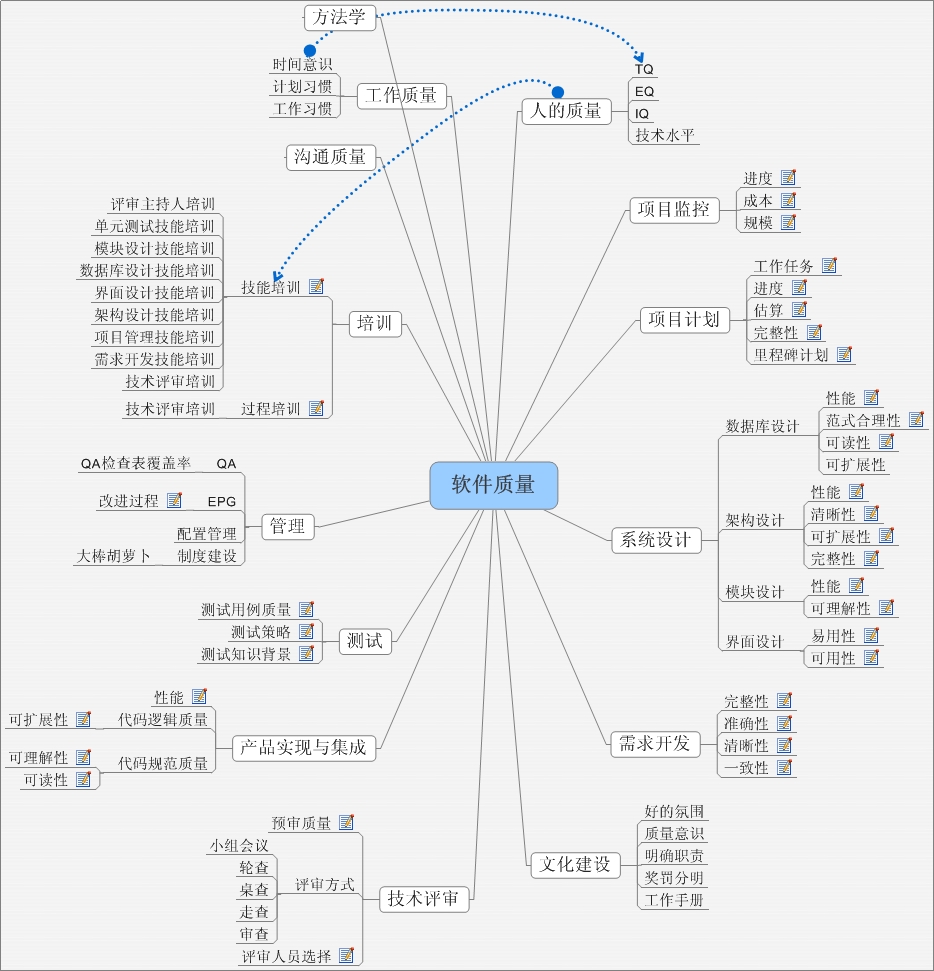 方法学
时间意识
计划习惯
工作习惯
工作质量
TQ
EQ
IQ
技术水平
人的质量
沟通质量
进度
成本
规模
项目监控
评审主持人培训
单元测试技能培训
模块设计技能培训
数据库设计技能培训
界面设计技能培训
架构设计技能培训
项目管理技能培训
需求开发技能培训
技术评审培训
技能培训
技术评审培训
过程培训
培训
工作任务
进度
估算
完整性
里程碑计划
项目计划
软件质量
QA检查表覆盖率
QA
改进过程
EPG
配置管理
大棒胡萝卜
制度建设
管理
数据库设计
性能
范式合理性
可读性
可扩展性
架构设计
性能
清晰性
可扩展性
完整性
模块设计
性能
可理解性
界面设计
易用性
可用性
系统设计
测试用例质量
测试策略
测试知识背景
测试
性能
可扩展性
代码逻辑质量
可理解性
可读性
代码规范质量
产品实现与集成
完整性
准确性
清晰性
一致性
需求开发
预审质量
小组会议
轮查
桌查
走查
审查
评审方式
评审人员选择
技术评审
好的氛围
质量意识
明确职责
奖罚分明
工作手册
文化建设